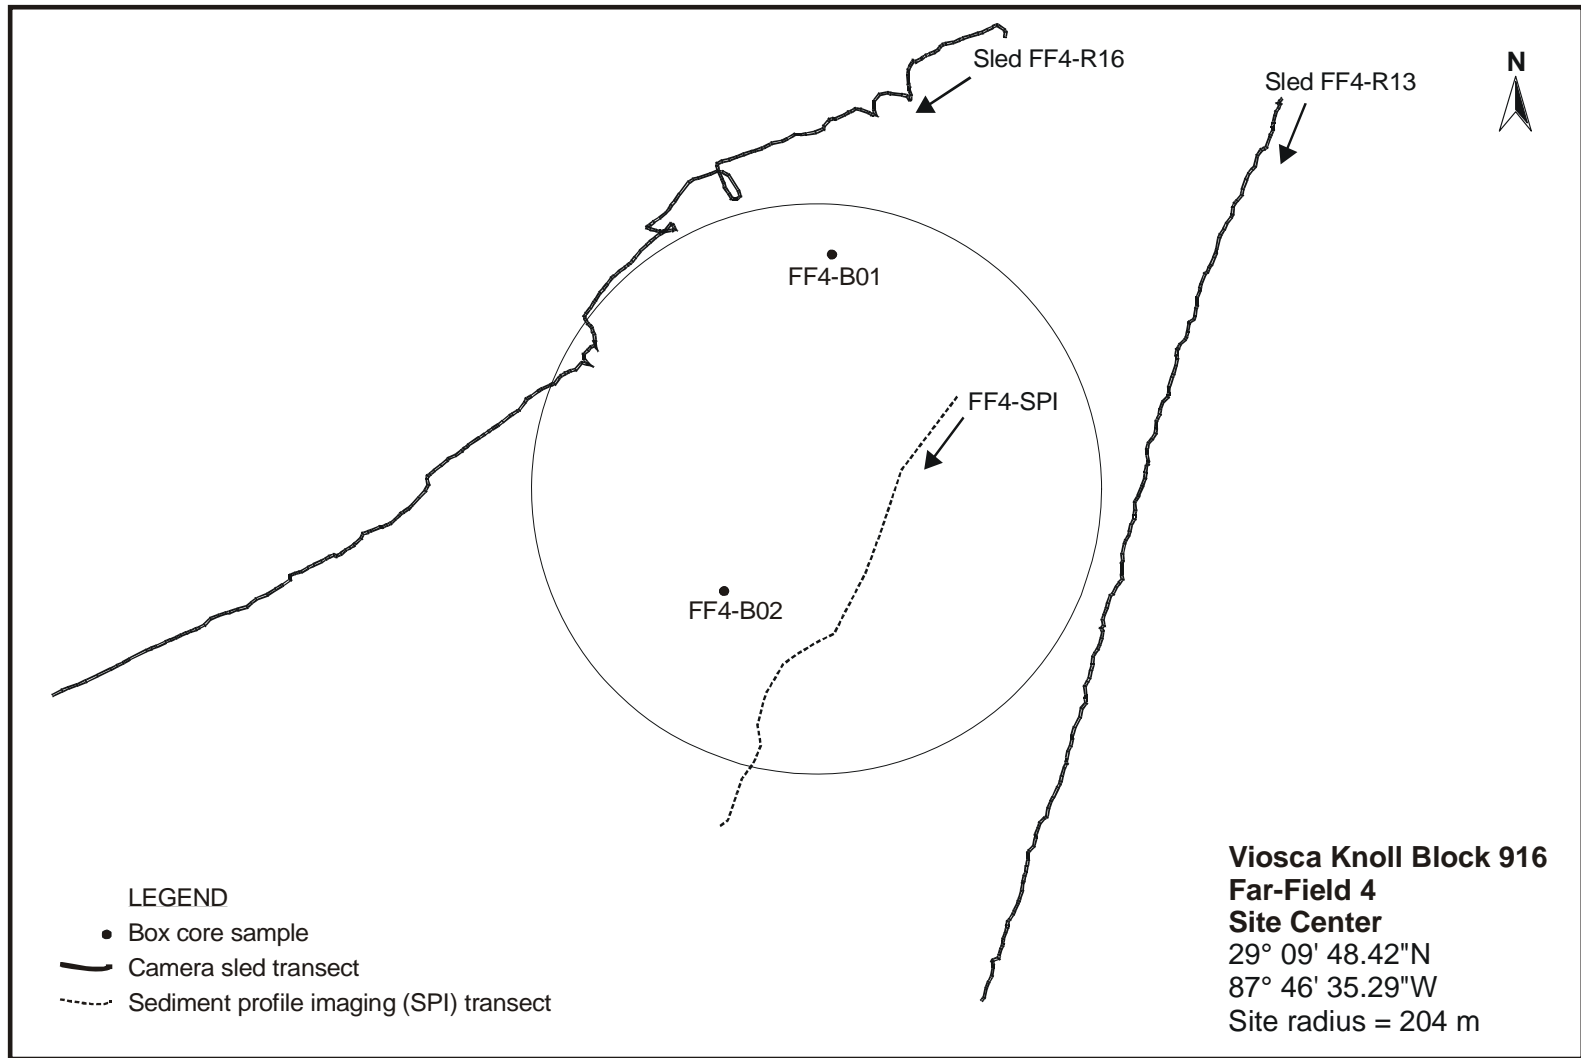 Sled FF4-R16
N
Sled FF4-R13
FF4-B01
FF4-SPI
FF4-B02
LEGEND
Box core sample
Camera sled transect
Sediment profile imaging (SPI) transect
Viosca Knoll Block 916
Far-Field 4
Site Center
29° 09' 48.42"N
87° 46' 35.29"W
Site radius = 204 m